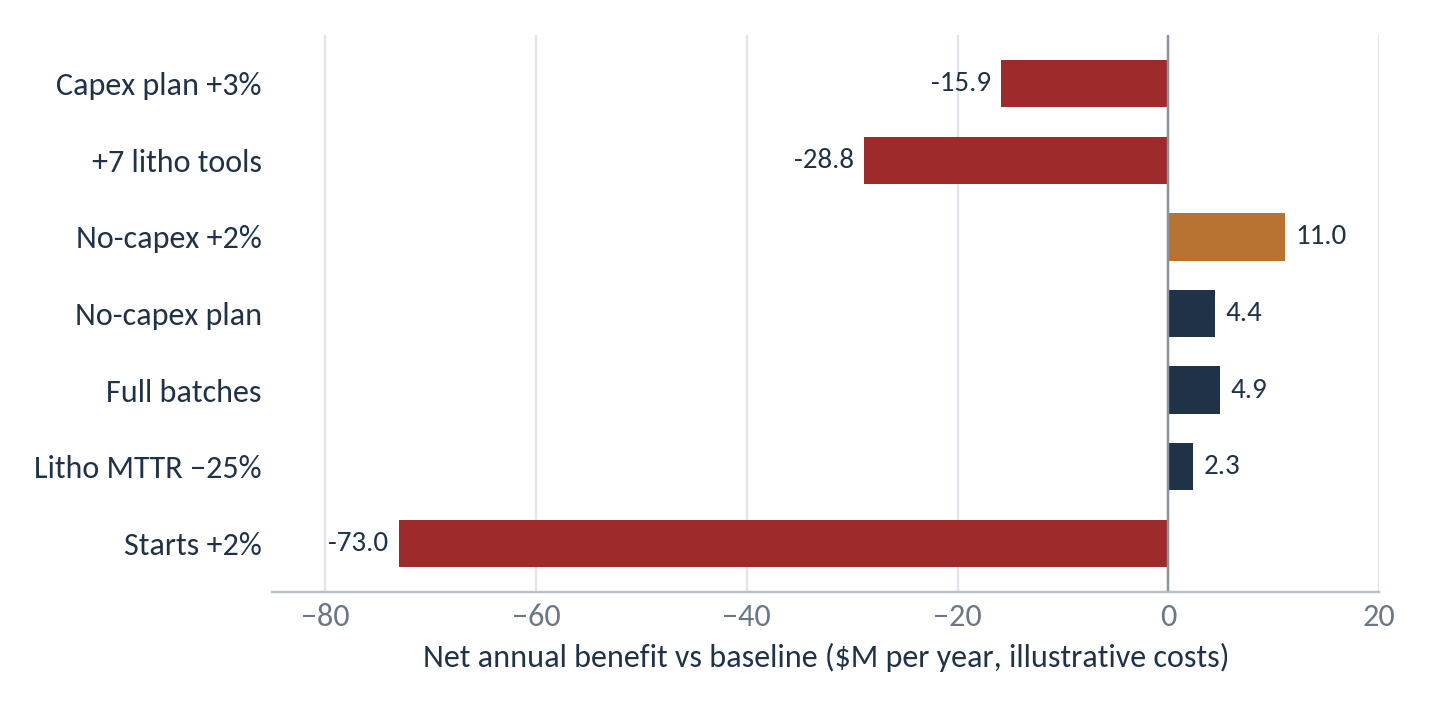 Capex plan +3%
-15.9
+7 litho tools
-28.8
No-capex +2%
11.0
No-capex plan
4.4
Full batches
4.9
Litho MTTR −25%
2.3
Starts +2%
-73.0
−80 −60 −40 −20 0 20
Net annual benefit vs baseline ($M per year, illustrative costs)